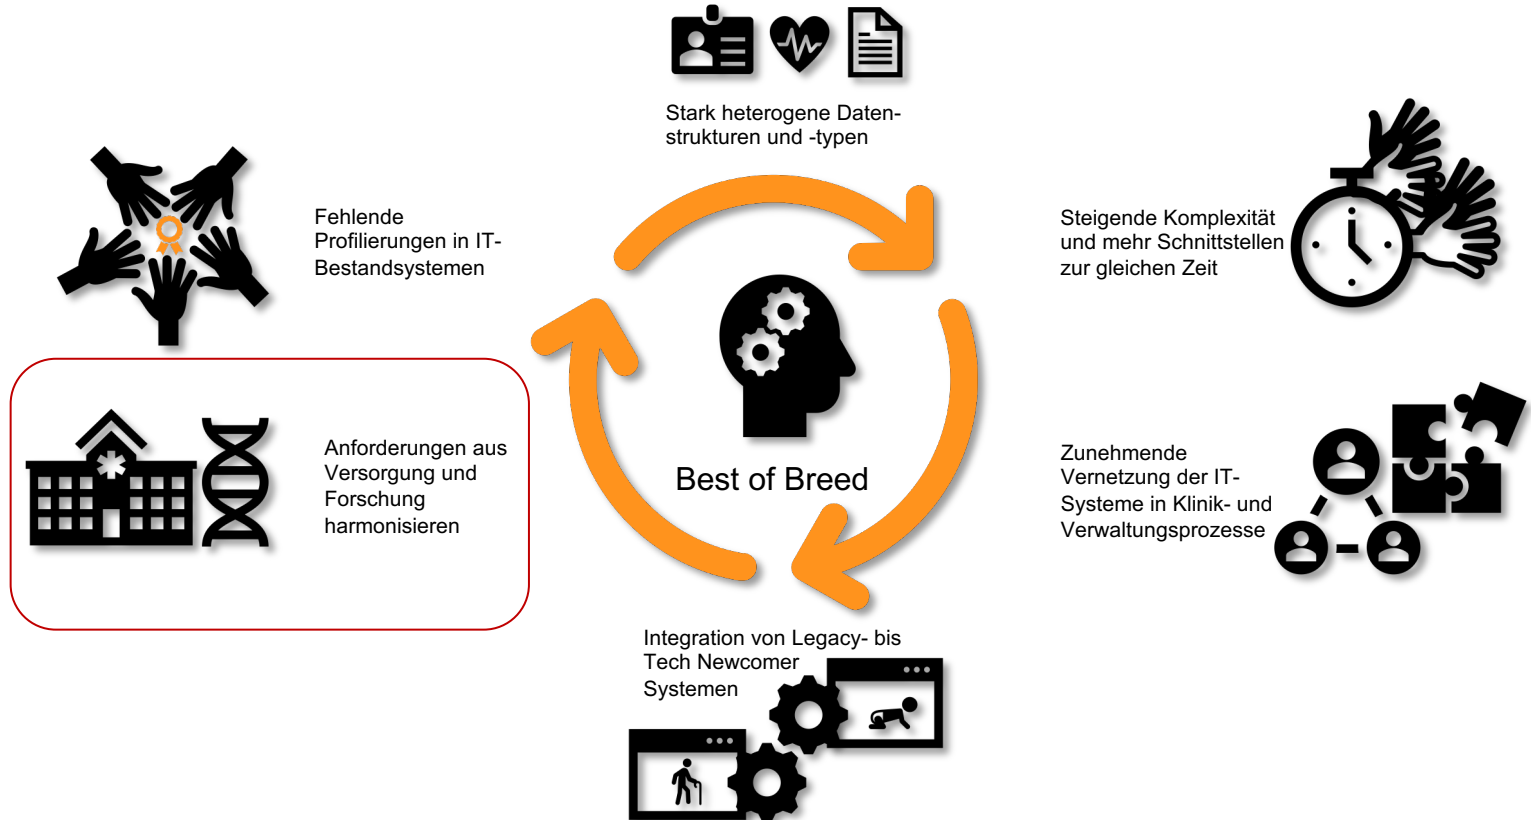 Stark heterogene Daten-
strukturen und -typen
Fehlende
Profilierungen in IT-
Bestandsystemen
Steigende Komplexität
und mehr Schnittstellen
zur gleichen Zeit
Anforderungen aus
Versorgung und
Forschung
harmonisieren
Best of Breed
Zunehmende
Vernetzung der IT-
Systeme in Klinik- und
Verwaltungsprozesse
Integration von Legacy- bis
Tech Newcomer
Systemen